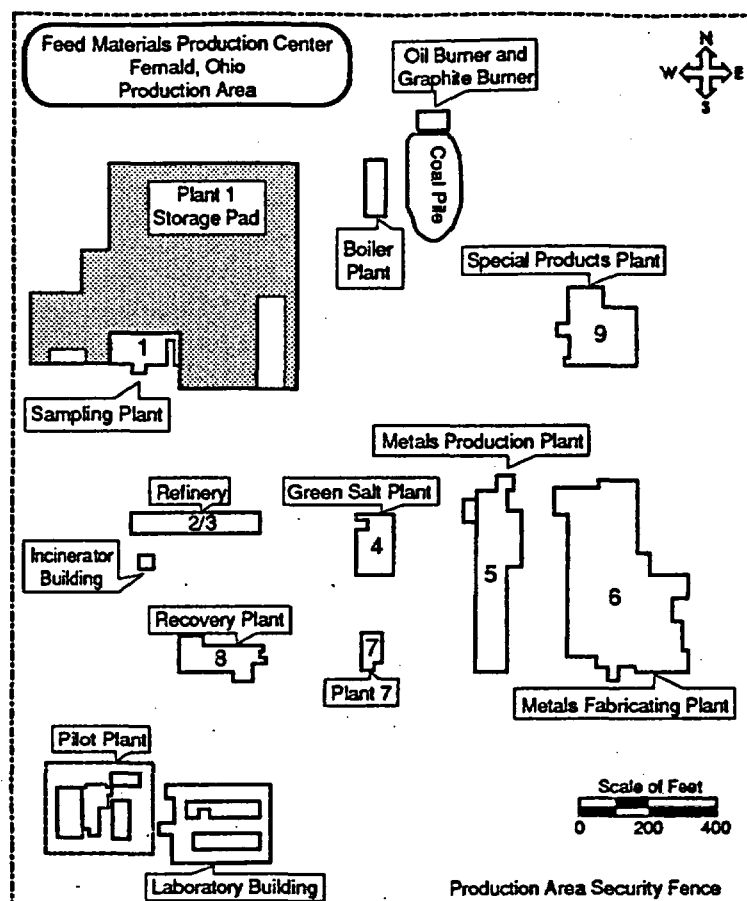 Feed Materials Production Center
Fernald, Ohio
Production Area
Oil Burner and
Graphite Burner
N
W E
S
Coal Pile
Plant 1
Storage Pad
Boiler
Plant
Special Products Plant
9
1
Sampling Plant
Metals Production Plant
Refinery
2/3
Green Salt Plant
4
5
6
Incinerator
Building
Recovery Plant
8
7
Plant 7
Metals Fabricating Plant
Pilot Plant
Scale of Feet
0 200 400
Laboratory Building
Production Area Security Fence